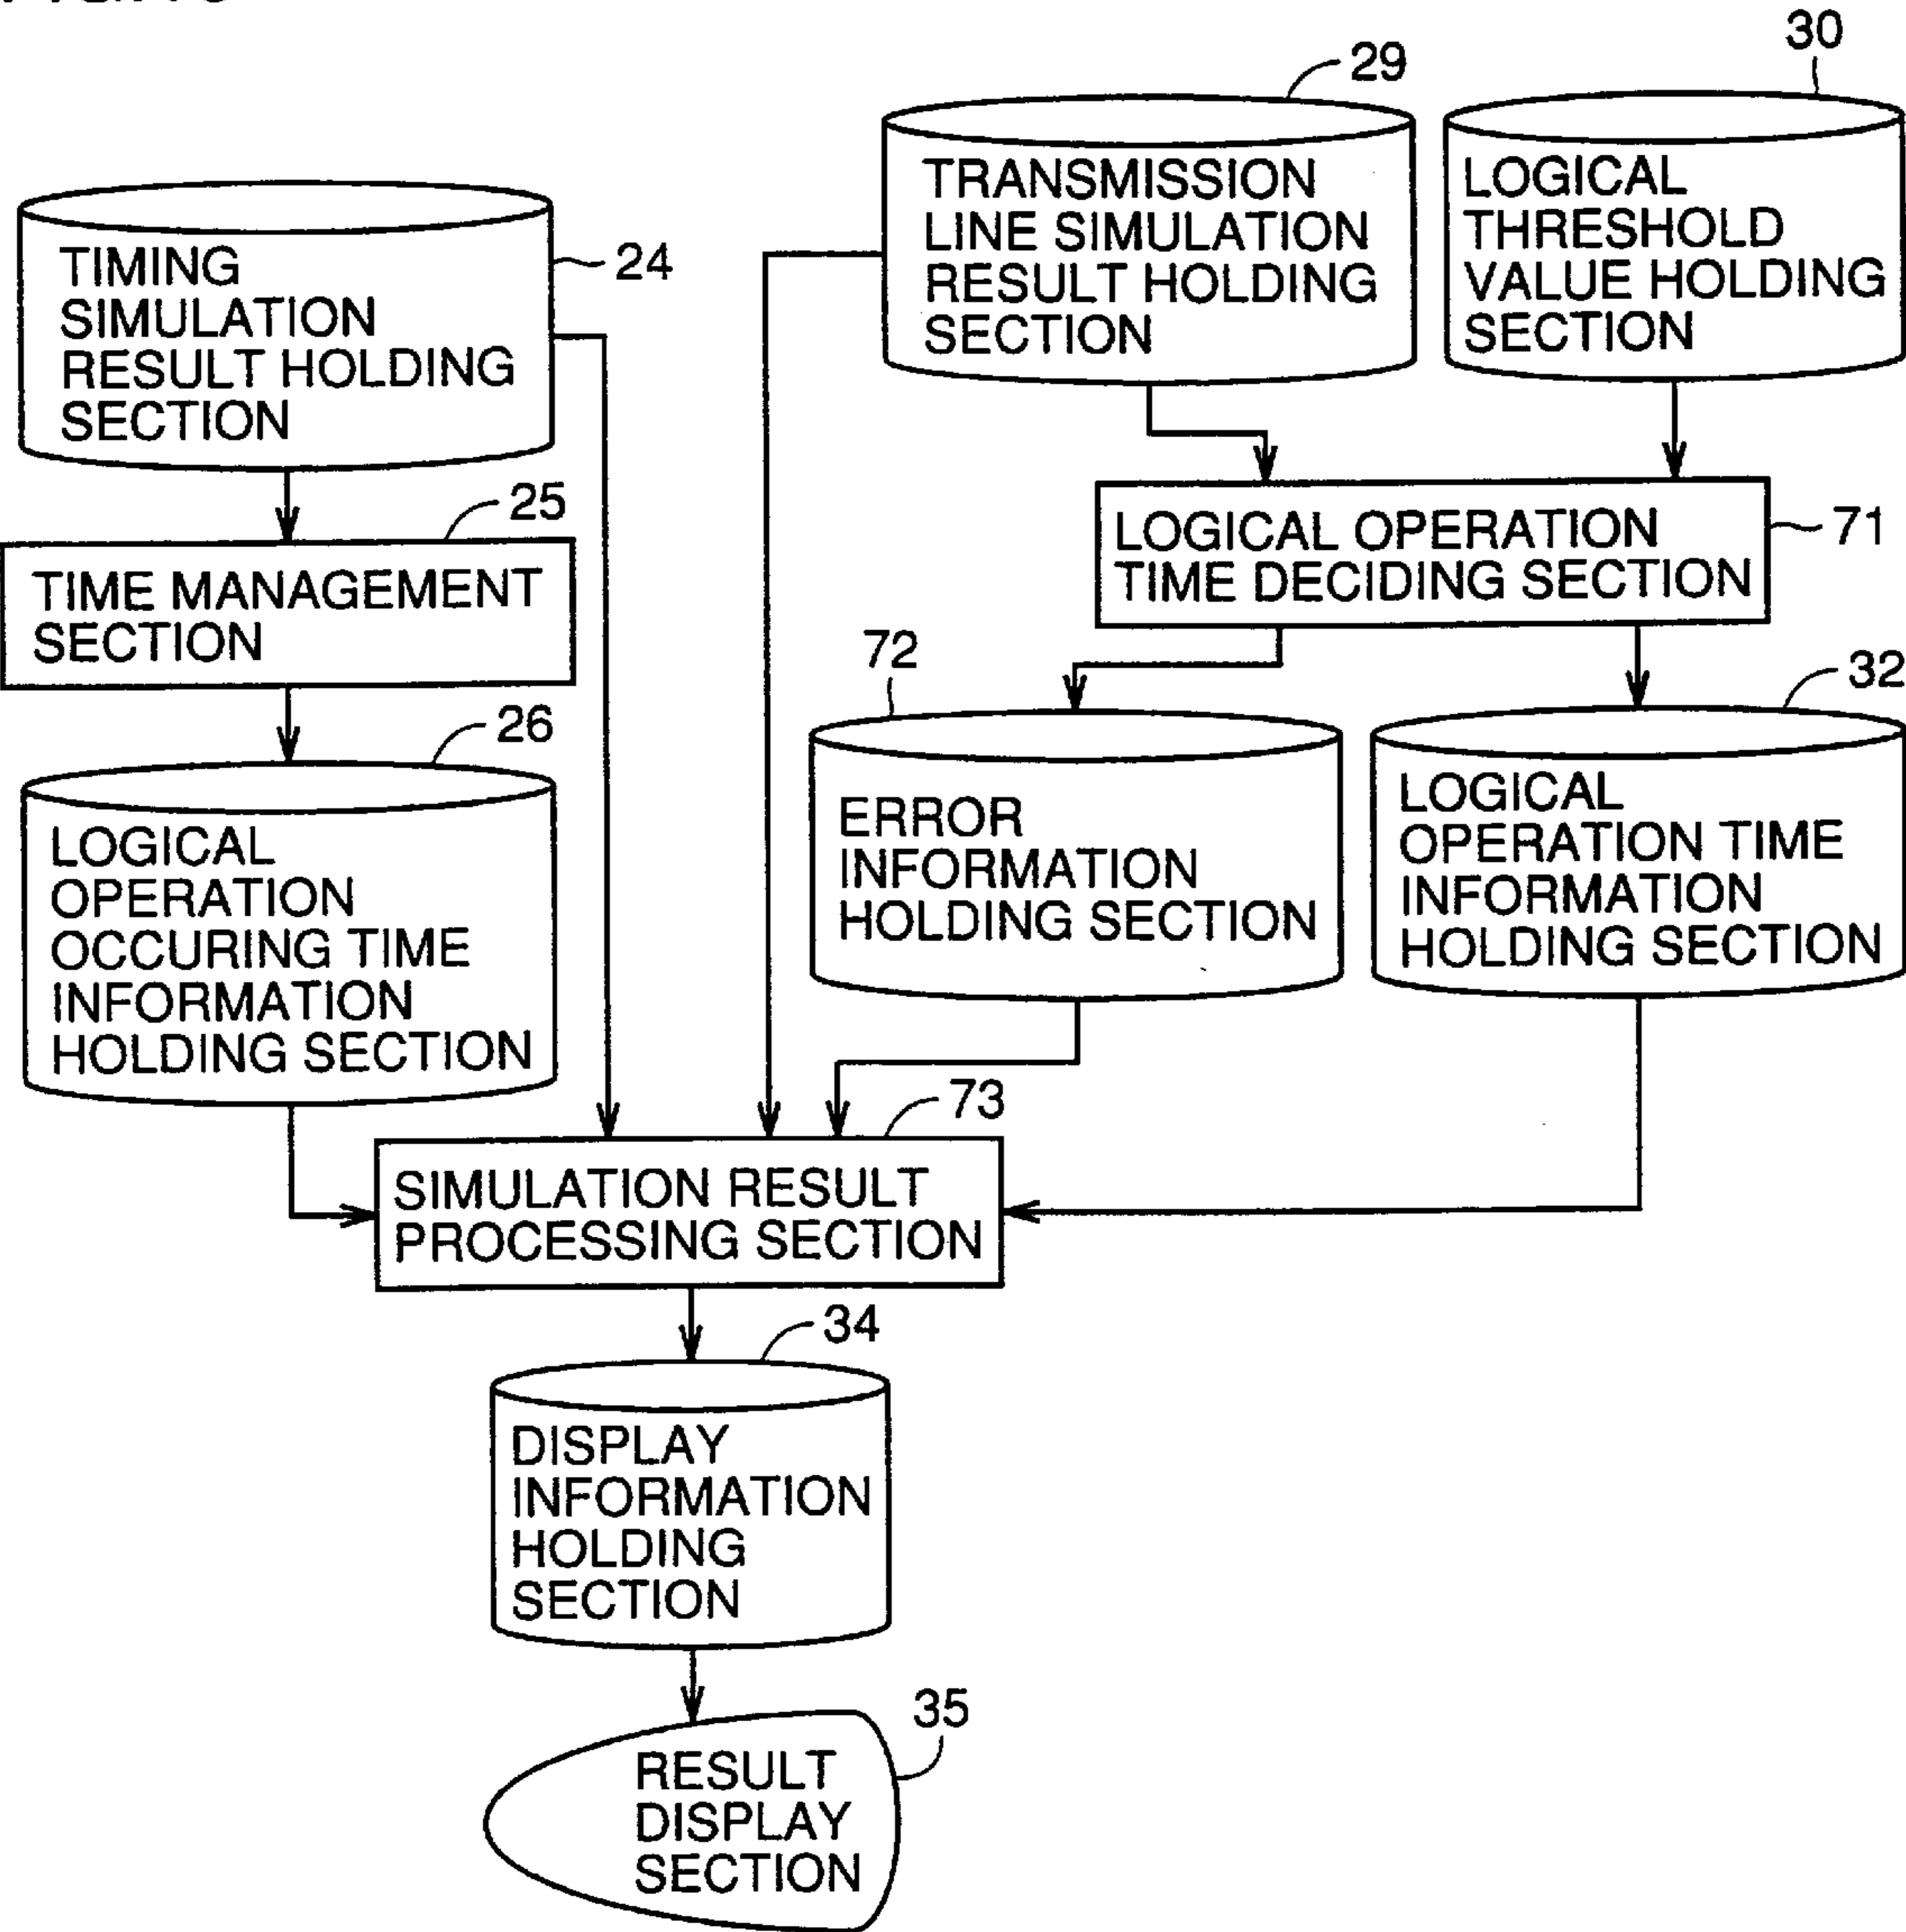 30
29
TRANSMISSION
LINE SIMULATION
RESULT HOLDING
SECTION
LOGICAL
THRESHOLD
VALUE HOLDING
SECTION
TIMING
SIMULATION
RESULT HOLDING
SECTION
24
25
TIME MANAGEMENT
SECTION
LOGICAL OPERATION
TIME DECIDING SECTION
71
72
32
26
LOGICAL
OPERATION
OCCURING TIME
INFORMATION
HOLDING SECTION
ERROR
INFORMATION
HOLDING SECTION
LOGICAL
OPERATION TIME
INFORMATION
HOLDING SECTION
73
SIMULATION RESULT
PROCESSING SECTION
34
DISPLAY
INFORMATION
HOLDING
SECTION
35
RESULT
DISPLAY
SECTION